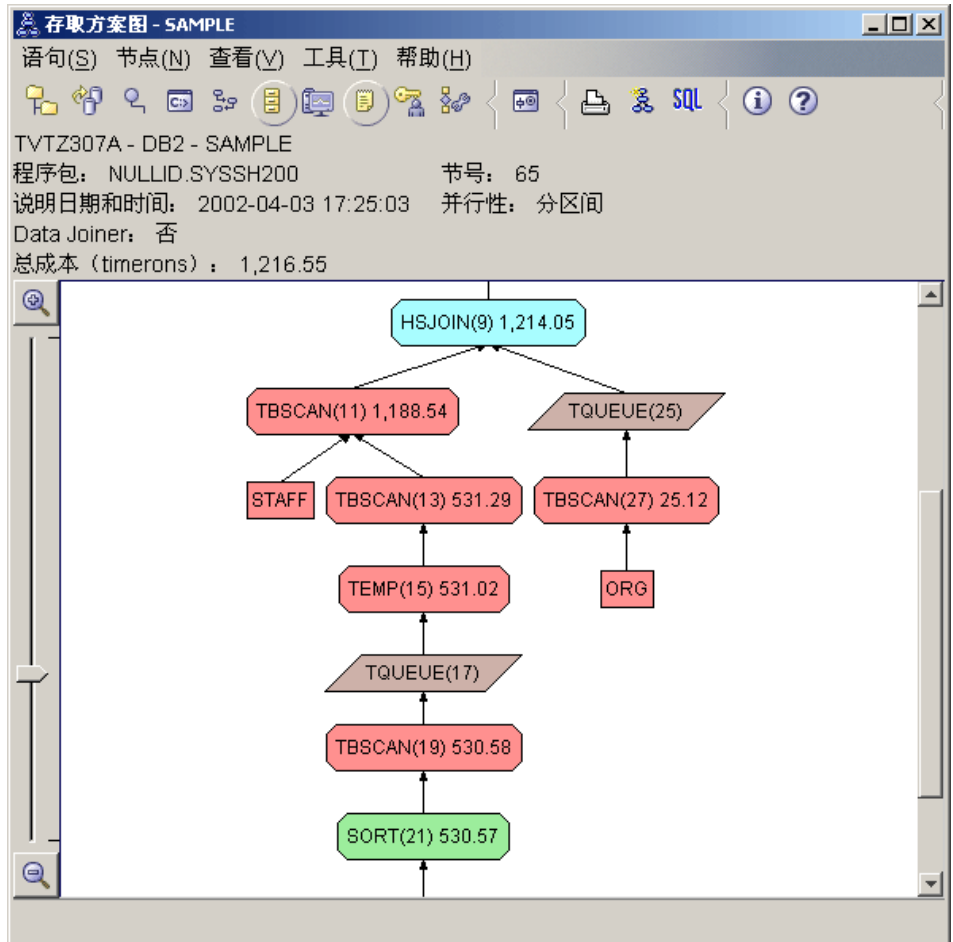 存取方案图 - SAMPLE
语句(S) 节点(N) 查看(V) 工具(T) 帮助(H)
SQL
TVTZ307A - DB2 - SAMPLE
程序包： NULLID.SYSSH200 节号： 65
说明日期和时间： 2002-04-03 17:25:03 并行性： 分区间
Data Joiner： 否
总成本（timerons）： 1,216.55
HSJOIN(9) 1,214.05
TBSCAN(11) 1,188.54
TQUEUE(25)
STAFF
TBSCAN(13) 531.29
TBSCAN(27) 25.12
TEMP(15) 531.02
ORG
TQUEUE(17)
TBSCAN(19) 530.58
SORT(21) 530.57